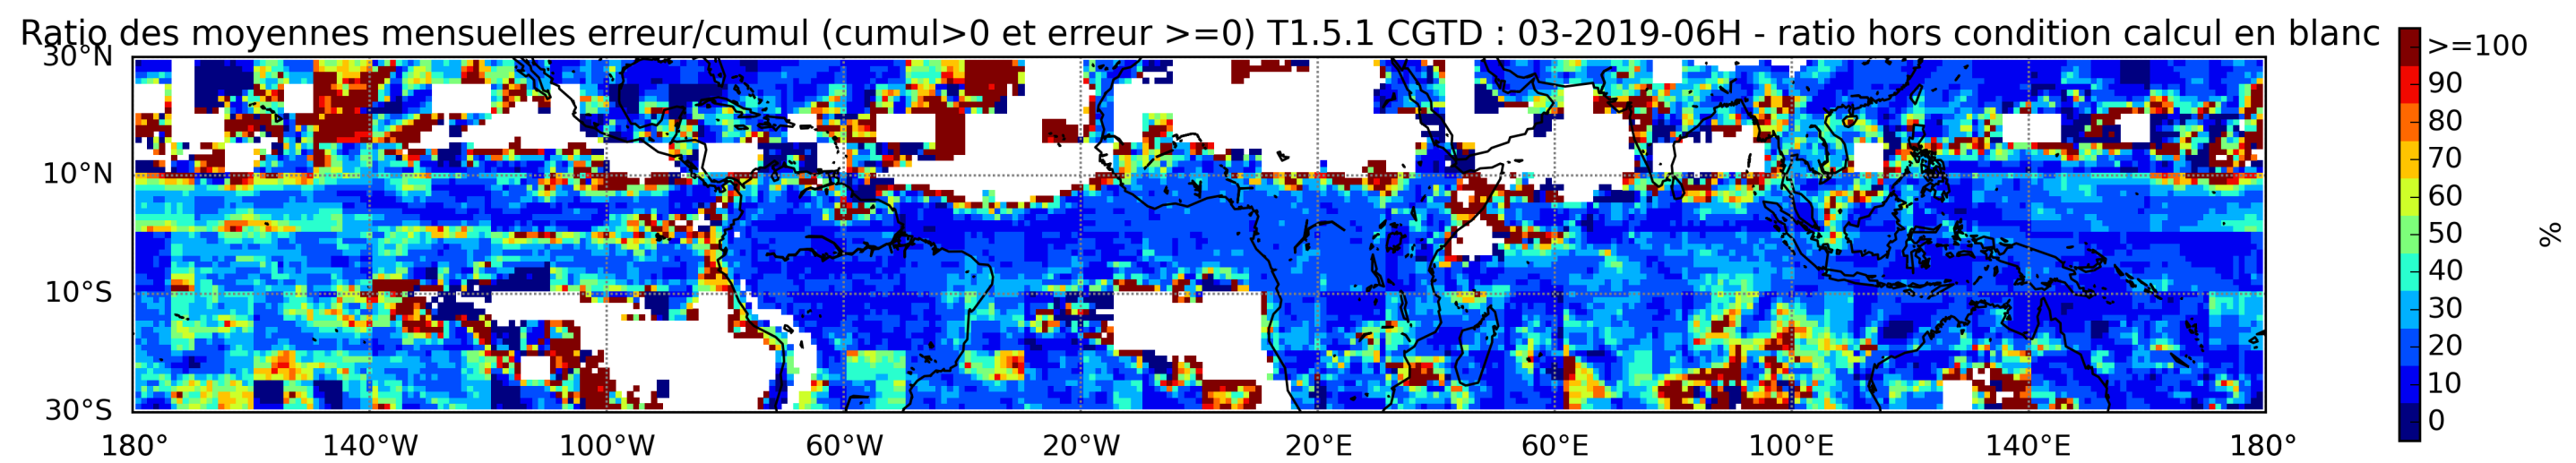 Ratio des moyennes mensuelles erreur/cumul (cumul>0 et erreur >=0) T1.5.1 CGTD : 03-2019-06H - ratio hors condition calcul en blanc
30°N
10°N
10°S
30°S
180° 140°W 100°W 60°W 20°W 20°E 60°E 100°E 140°E 180°
>=100
90
80
70
60
50
40
30
20
10
0
%